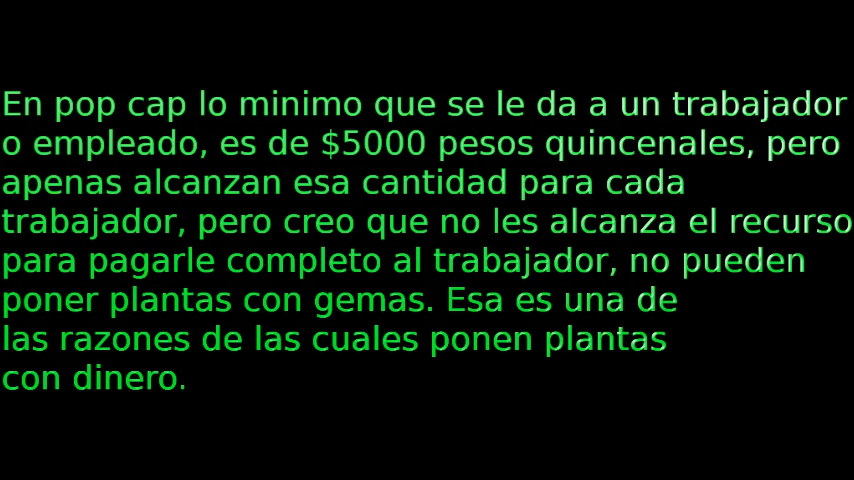 En pop cap lo minimo que se le da a un trabajador
o empleado, es de $5000 pesos quincenales, pero
apenas alcanzan esa cantidad para cada
trabajador, pero creo que no les alcanza el recurso
para pagarle completo al trabajador, no pueden
poner plantas con gemas. Esa es una de
las razones de las cuales ponen plantas
con dinero.